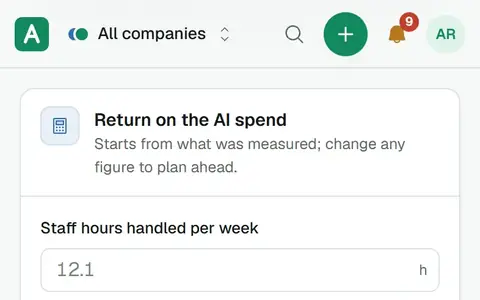 A
All companies
9
AR
Return on the AI spend
Starts from what was measured; change any
figure to plan ahead.
Staff hours handled per week
12.1 h